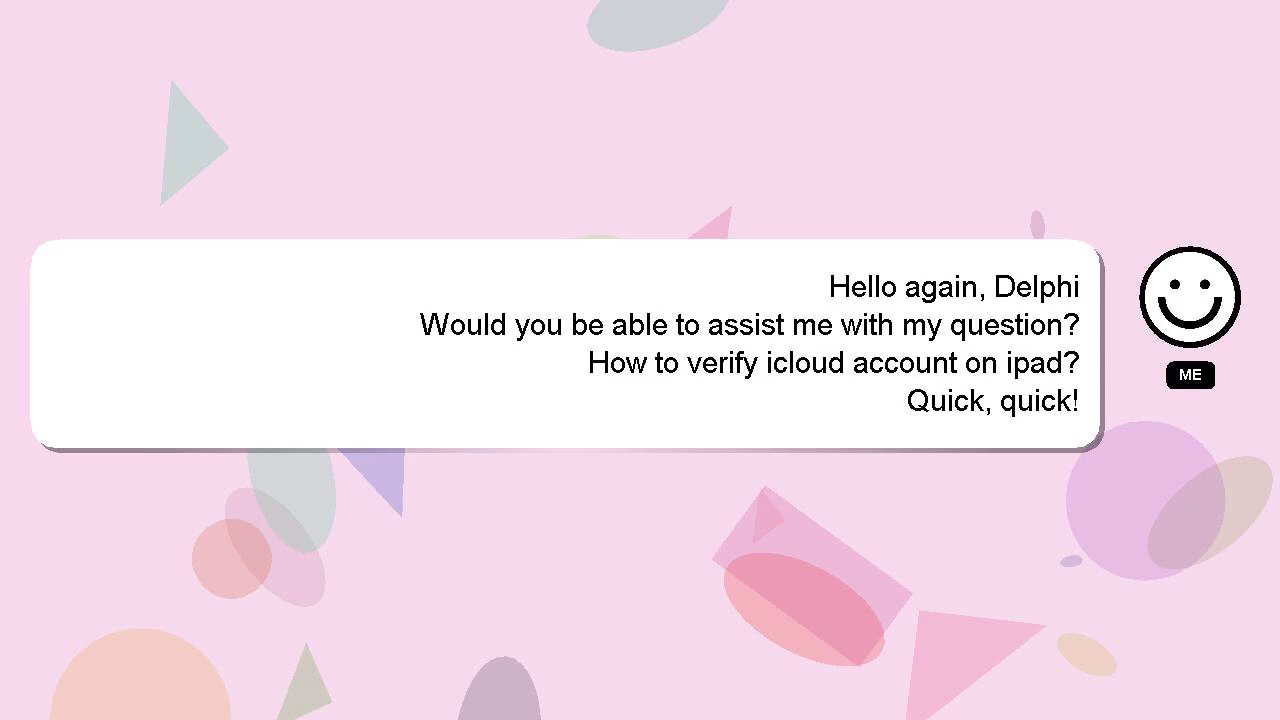 Hello again, Delphi
Would you be able to assist me with my question?
How to verify icloud account on ipad?
Quick, quick!
ME